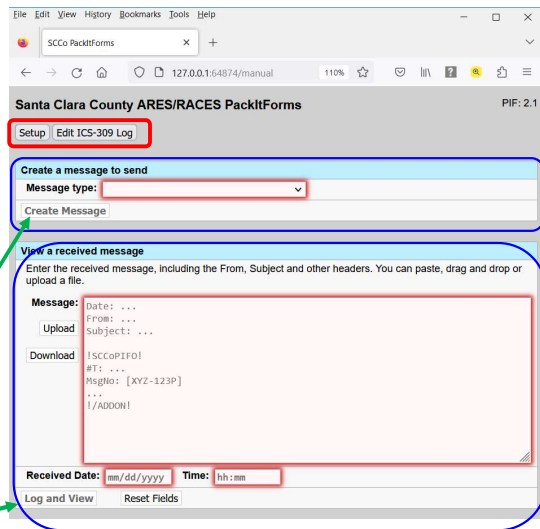 File Edit View History Bookmarks Tools Help
SCCo PackItForms
127.0.0.1:64874/manual 110%
Santa Clara County ARES/RACES PackItForms PIF: 2.1
Setup Edit ICS-309 Log
Create a message to send
Message type:
Create Message
View a received message
Enter the received message, including the From, Subject and other headers. You can paste, drag and drop or
upload a file.
Message:
Upload
Download
Date: ...
From: ...
Subject: ...
!SCCoPIFO!
#T: ...
MsgNo: [XYZ-123P]
...
!/ADDON!
Received Date: mm/dd/yyyy Time: hh:mm
Log and View Reset Fields